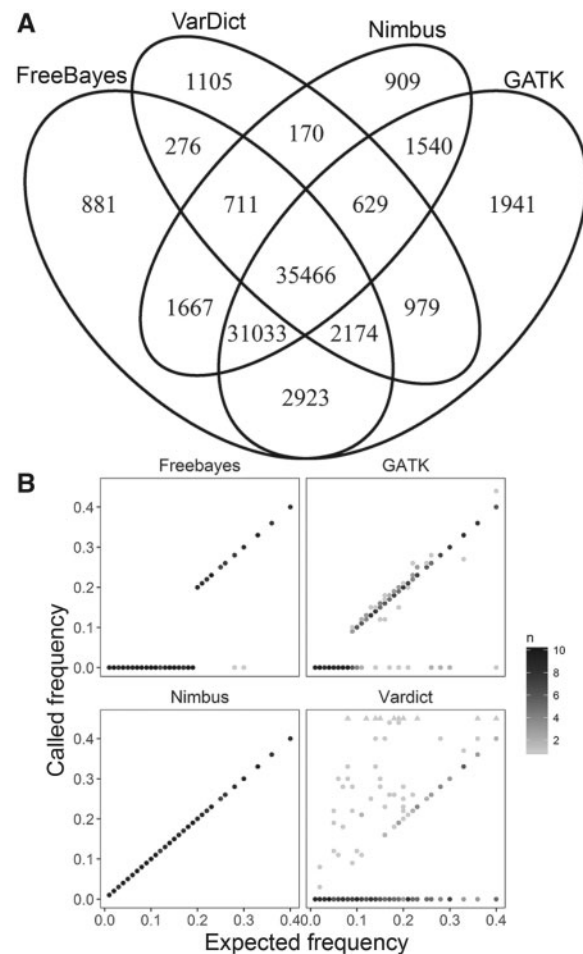 A
VarDict
Nimbus
FreeBayes
GATK
1105
909
276
170
1540
881
711
629
1941
35466
1667
979
31033
2174
2923
B
Freebayes
GATK
0.4
0.3
0.2
0.1
0.0
n
10
8
6
4
2
Called frequency
Nimbus
Vardict
0.4
0.3
0.2
0.1
0.0
0.0 0.1 0.2 0.3 0.4 0.0 0.1 0.2 0.3 0.4
Expected frequency